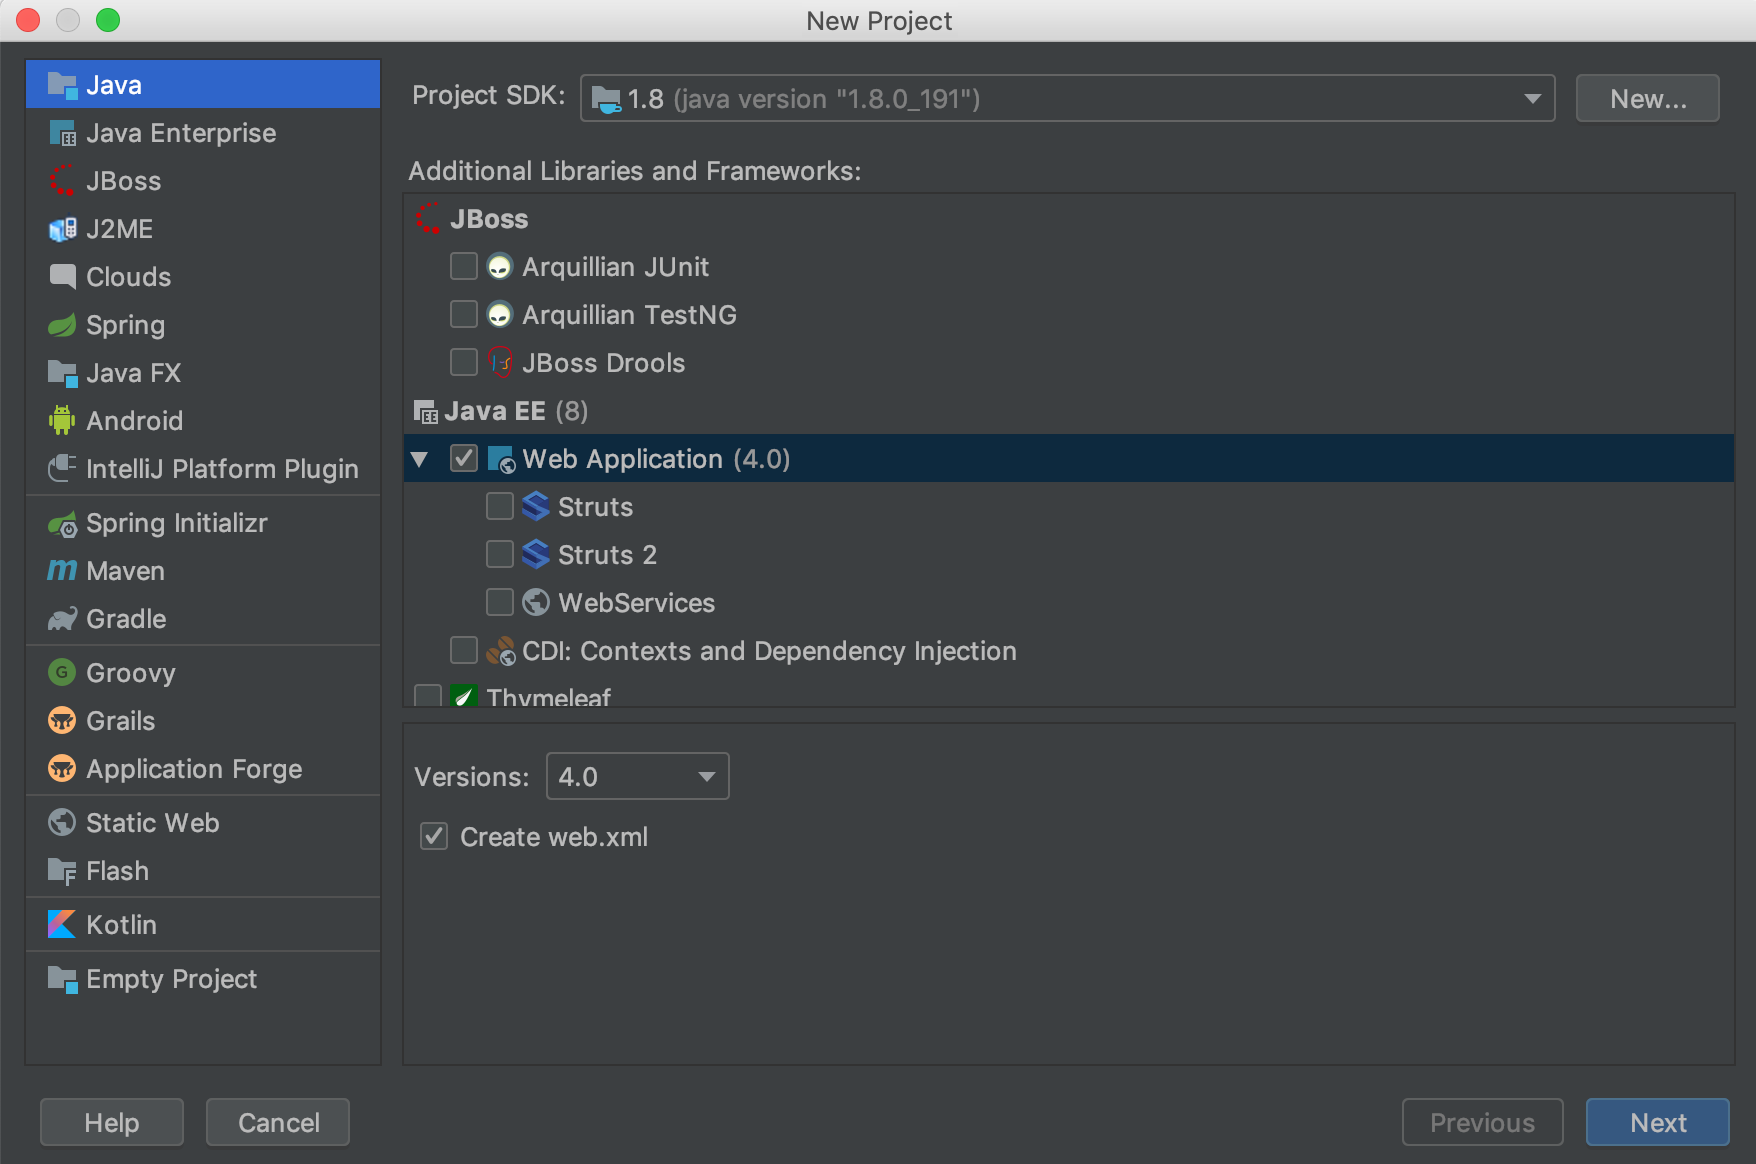 New Project
Java
Java Enterprise
JBoss
J2ME
Clouds
Spring
Java FX
Android
IntelliJ Platform Plugin
Spring Initializr
Maven
Gradle
Groovy
Grails
Application Forge
Static Web
Flash
Kotlin
Empty Project
Project SDK: 1.8 (java version "1.8.0_191") New...
Additional Libraries and Frameworks:
JBoss
Arquillian JUnit
Arquillian TestNG
JBoss Drools
Java EE (8)
Web Application (4.0)
Struts
Struts 2
WebServices
CDI: Contexts and Dependency Injection
Thymeleaf
Versions: 4.0
Create web.xml
Help Cancel Previous Next